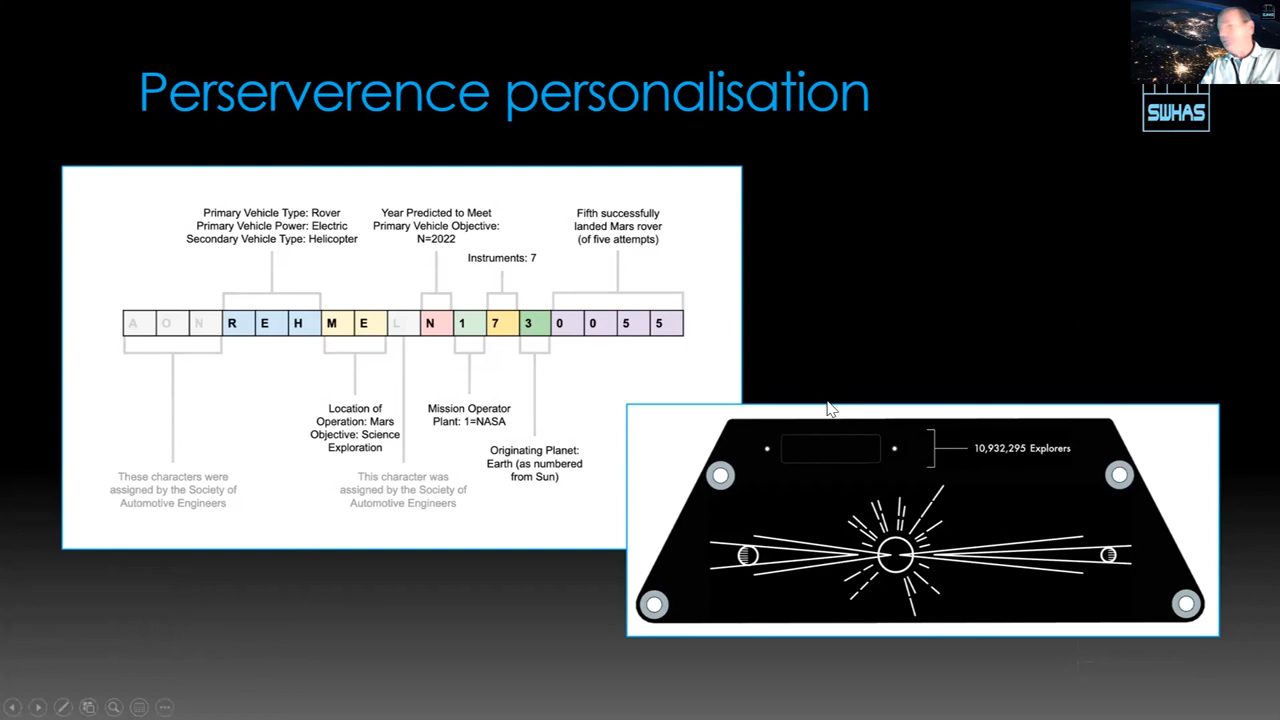 Perserverence personalisation
SWHAS
Primary Vehicle Type: Rover
Primary Vehicle Power: Electric
Secondary Vehicle Type: Helicopter
Year Predicted to Meet
Primary Vehicle Objective:
N=2022
Instruments: 7
Fifth successfully
landed Mars rover
(of five attempts)
A O N R E H M E L N 1 7 3 0 0 5 5
These characters were
assigned by the Society of
Automotive Engineers
Location of
Operation: Mars
Objective: Science
Exploration
This character was
assigned by the Society of
Automotive Engineers
Mission Operator
Plant: 1=NASA
Originating Planet:
Earth (as numbered
from Sun)
10,932,295 Explorers